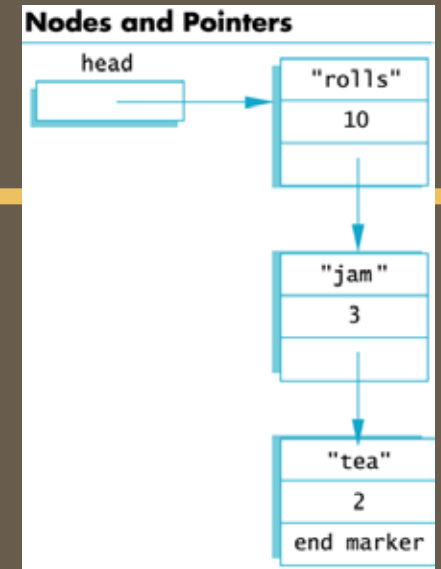 Nodes and Pointers
head
"rolls"
10
"jam"
3
"tea"
2
end marker